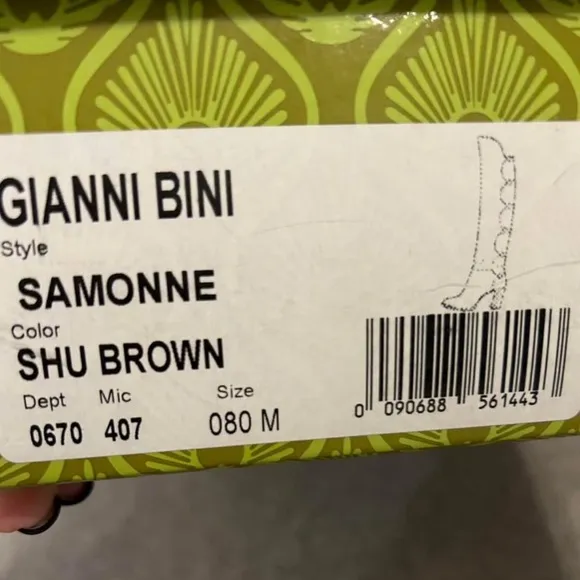 GIANNI BINI
Style
SAMONNE
Color
SHU BROWN
Dept Mic Size
0670 407 080 M
0 090688 561443